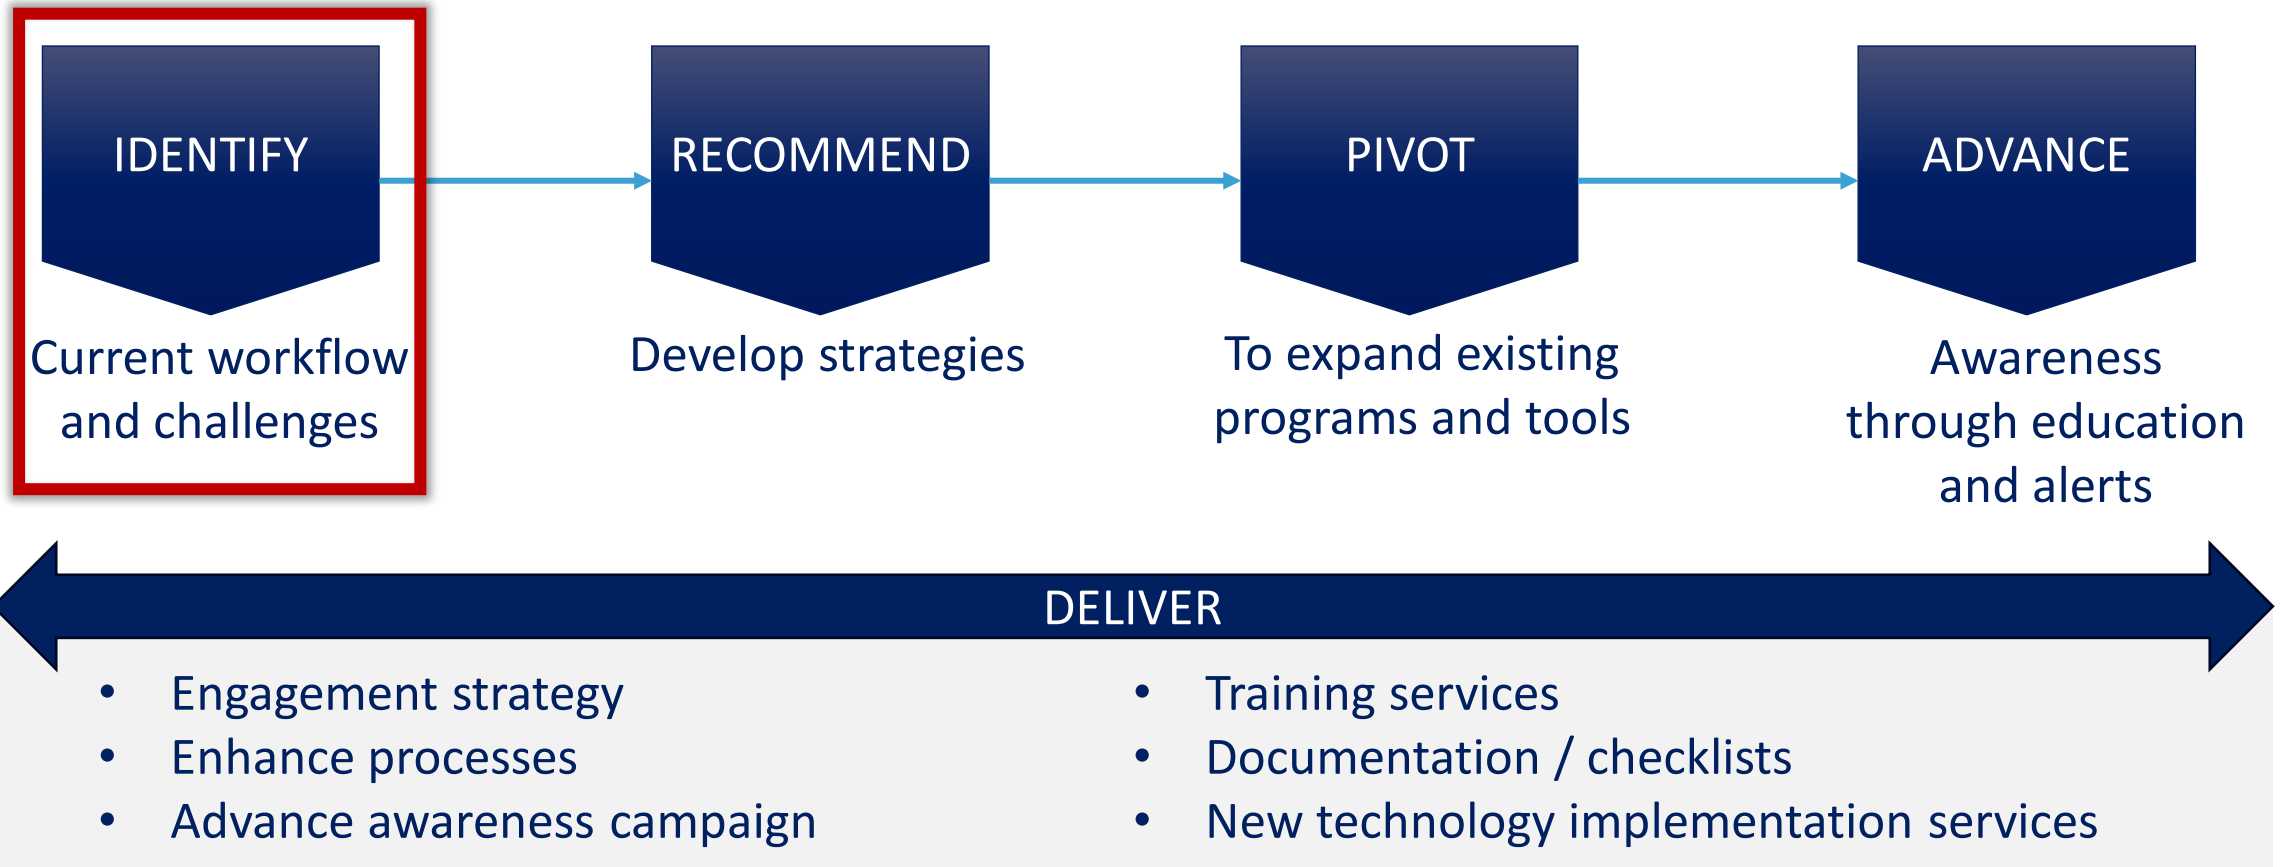 IDENTIFY
Current workflow
and challenges
RECOMMEND
Develop strategies
PIVOT
To expand existing
programs and tools
ADVANCE
Awareness
through education
and alerts
DELIVER
• Engagement strategy
• Enhance processes
• Advance awareness campaign
• Training services
• Documentation / checklists
• New technology implementation services